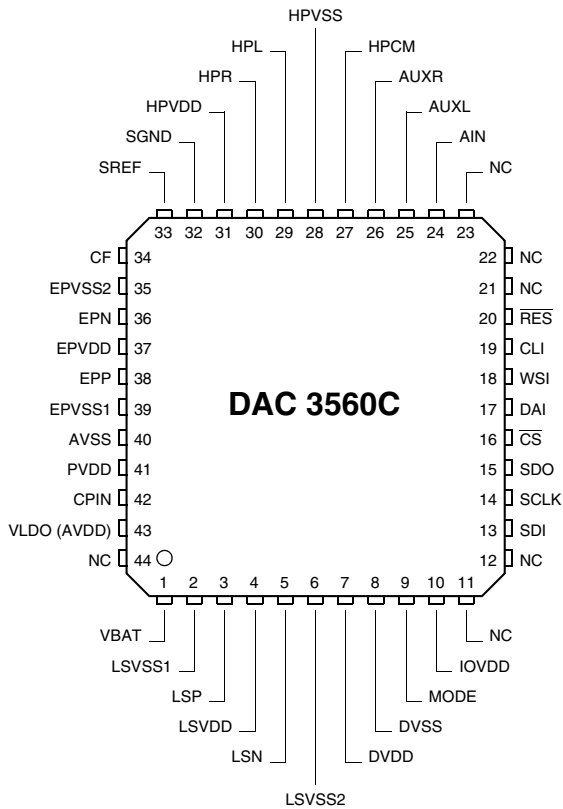 HPVSS
HPL HPCM
HPR AUXR
HPVDD AUXL
SGND AIN
SREF NC
33 32 31 30 29 28 27 26 25 24 23
CF 34 22 NC
EPVSS2 35 21 NC
EPN 36 20 RES
EPVDD 37 19 CLI
EPP 38 18 WSI
DAC 3560C
EPVSS1 39 17 DAI
AVSS 40 16 CS
PVDD 41 15 SDO
CPIN 42 14 SCLK
VLDO (AVDD) 43 13 SDI
NC 44 12 NC
1 2 3 4 5 6 7 8 9 10 11
VBAT NC
LSVSS1 IOVDD
LSP MODE
LSVDD DVSS
LSN DVDD
LSVSS2